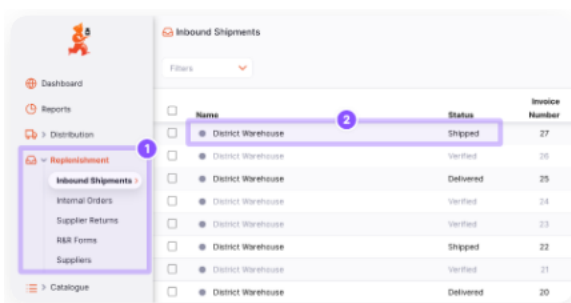 Inbound Shipments
Filters
Dashboard
Reports
Distribution
1
Replenishment
Inbound Shipments
Internal Orders
Supplier Returns
R&R Forms
Suppliers
Catalogue
2
Name Status Invoice Number
District Warehouse Shipped 27
District Warehouse Verified 26
District Warehouse Delivered 25
District Warehouse Verified 24
District Warehouse Verified 23
District Warehouse Shipped 22
District Warehouse Verified 21
District Warehouse Delivered 20